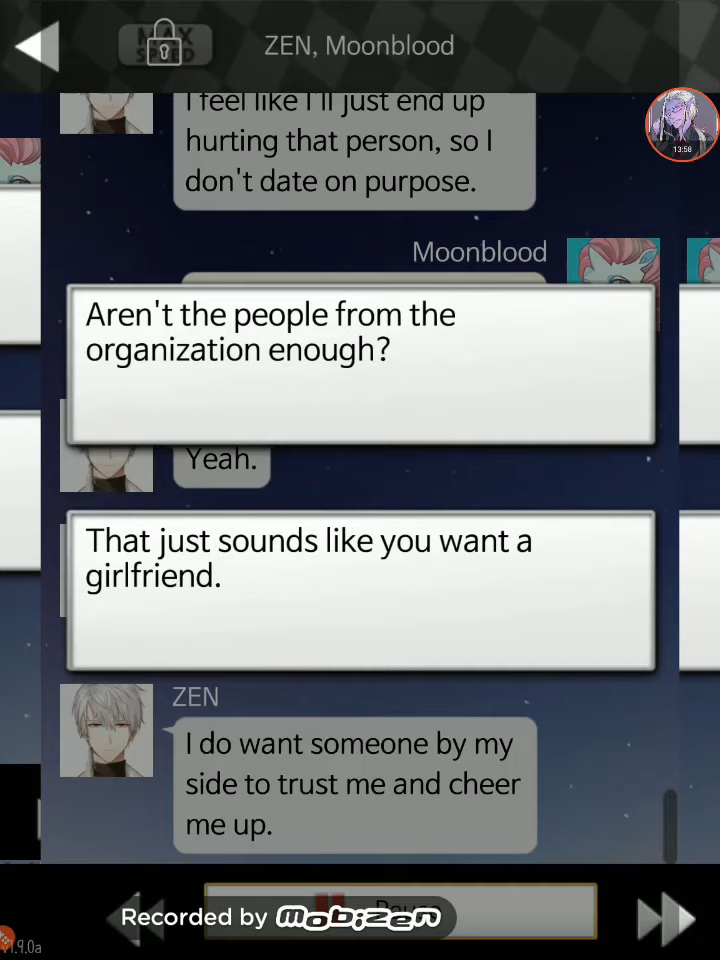 MAX
SPEED
ZEN, Moonblood
13:58
I feel like I'll just end up
hurting that person, so I
don't date on purpose.
Moonblood
Aren't the people from the
organization enough?
Yeah.
That just sounds like you want a
girlfriend.
ZEN
I do want someone by my
side to trust me and cheer
me up.
Recorded by mobizen